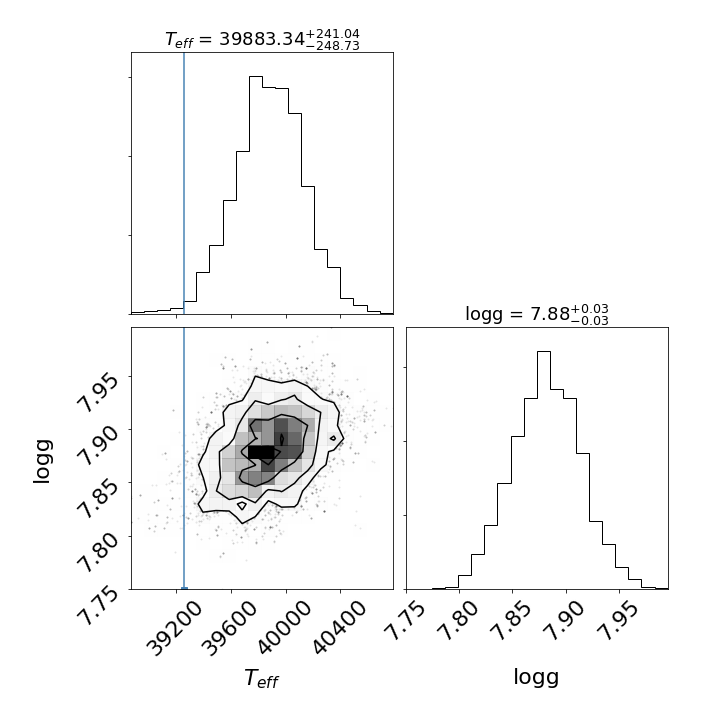 T_eff = 39883.34^{+241.04}_{-248.73}
logg = 7.88^{+0.03}_{-0.03}
logg
7.95
7.90
7.85
7.80
7.75
39200 39600 40000 40400
T_eff
7.75 7.80 7.85 7.90 7.95
logg